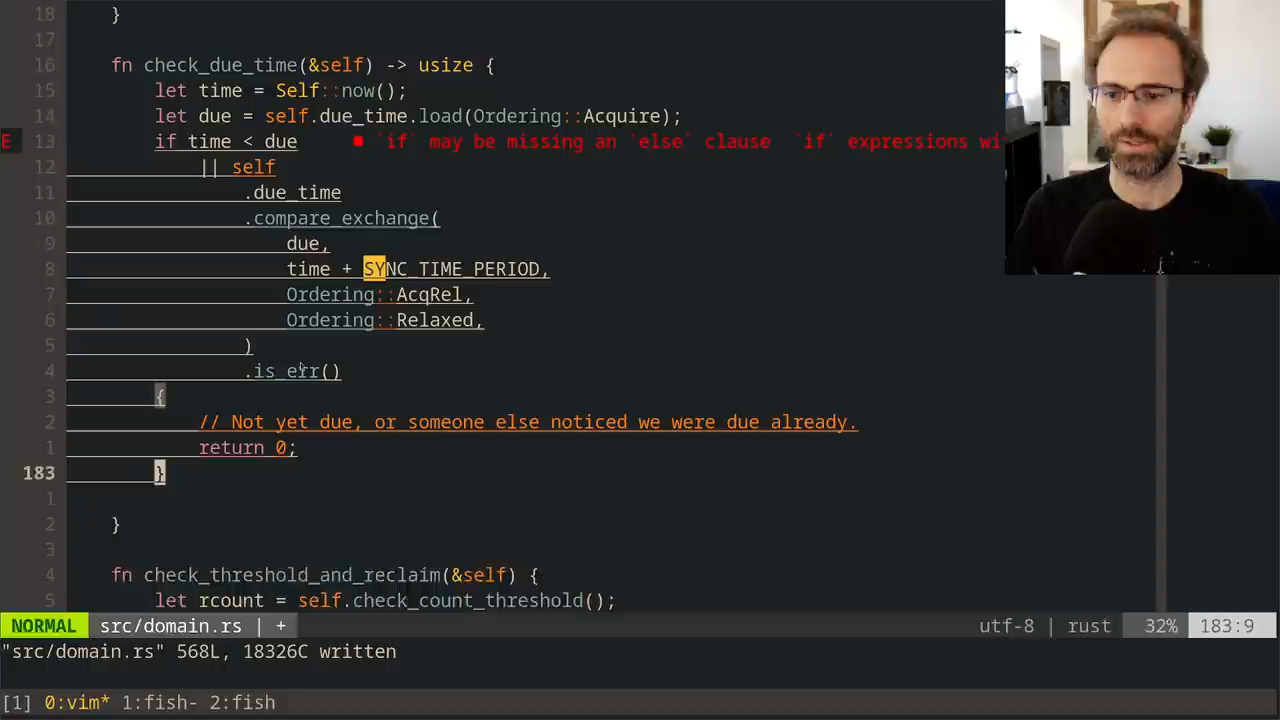 18 }
17
16 fn check_due_time(&self) -> usize {
15 let time = Self::now();
14 let due = self.due_time.load(Ordering::Acquire);
E 13 if time < due ■ `if` may be missing an `else` clause `if` expressions wi
12 || self
11 .due_time
10 .compare_exchange(
9 due,
8 time + SYNC_TIME_PERIOD,
7 Ordering::AcqRel,
6 Ordering::Relaxed,
5 )
4 .is_err()
3 {
2 // Not yet due, or someone else noticed we were due already.
1 return 0;
183 }
1
2 }
3
4 fn check_threshold_and_reclaim(&self) {
5 let rcount = self.check_count_threshold();
NORMAL src/domain.rs | + utf-8 | rust 32% 183:9
"src/domain.rs" 568L, 18326C written
[1] 0:vim* 1:fish- 2:fish